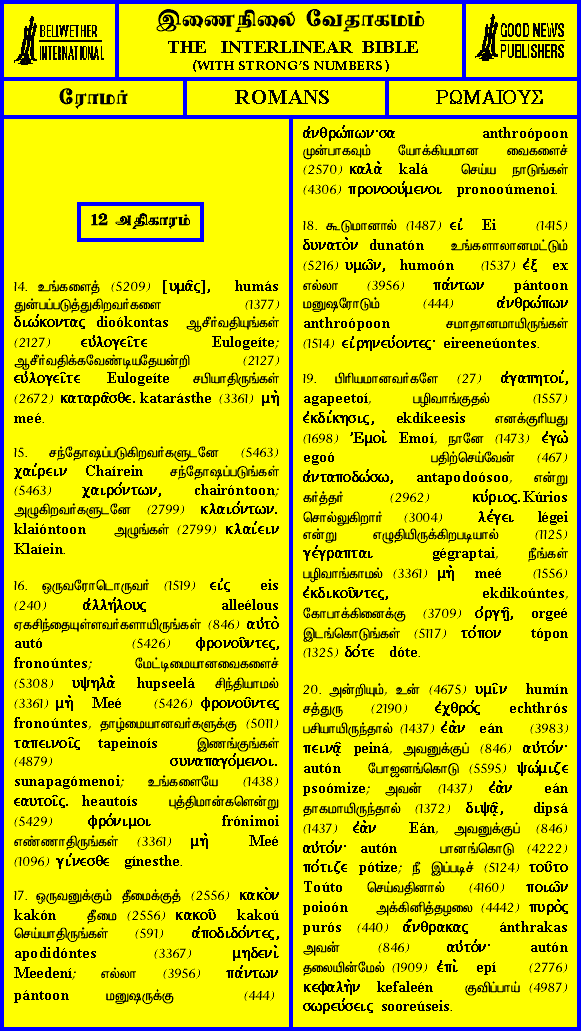 BELLWETHER
INTERNATIONAL
இணைநிலை வேதாகமம்
THE INTERLINEAR BIBLE
(WITH STRONG'S NUMBERS)
GOOD NEWS
PUBLISHERS
ரோமர்
ROMANS
ΡΩΜΑΙΟΥΣ
12 அதிகாரம்
14. உங்களைத் (5209) [υμᾶς], humás
துன்பப்படுத்துகிறவர்களை (1377)
διώκοντας dioókontas ஆசீர்வதியுங்கள்
(2127) εὐλογεῖτε Eulogeíte;
ஆசீர்வதிக்கவேண்டியதேயன்றி (2127)
εὐλογεῖτε Eulogeíte சபியாதிருங்கள்
(2672) καταρᾶσθε. katarásthe (3361) μὴ
meé.
15. சந்தோஷப்படுகிறவர்களுடனே (5463)
χαίρειν Chaírein சந்தோஷப்படுங்கள்
(5463) χαιρόντων, chairóntoon;
அழுகிறவர்களுடனே (2799) κλαιόντων.
klaióntoon அழுங்கள் (2799) κλαίειν
Klaíein.
16. ஒருவரோடொருவர் (1519) εἰς eis
(240) ἀλλήλους alleélous
ஏகசிந்தையுள்ளவர்களாயிருங்கள் (846) αὐτὸ
autó (5426) φρονοῦντες,
fronoúntes; மேட்டிமையானவைகளைச்
(5308) υψηλὰ hupseelá சிந்தியாமல்
(3361) μὴ Meé (5426) φρονοῦντες
fronoúntes, தாழ்மையானவர்களுக்கு (5011)
ταπεινοῖς tapeinoís இணங்குங்கள்
(4879) συναπαγόμενοι..
sunapagómenoi; உங்களையே (1438)
εαυτοῖς. heautoís புத்திமான்களென்று
(5429) φρόνιμοι frónimoi
எண்ணாதிருங்கள் (3361) μὴ Meé
(1096) γίνεσθε gínesthe.
17. ஒருவனுக்கும் தீமைக்குத் (2556) κακὸν
kakón தீமை (2556) κακοῦ kakoú
செய்யாதிருங்கள் (591) ἀποδιδόντες,
apodidóntes (3367) μηδενὶ
Meedení; எல்லா (3956) πάντων
pántoon மனுஷருக்கு (444)
ἀνθρώπων·σα anthroópoon
முன்பாகவும் யோக்கியமான வைகளைச்
(2570) καλὰ kalá செய்ய நாடுங்கள்
(4306) προνοούμενοι pronooúmenoi.
18. கூடுமானால் (1487) εἰ Ei (1415)
δυνατὸν dunatón உங்களாலானமட்டும்
(5216) υμῶν, humoón (1537) ἐξ ex
எல்லா (3956) πάντων pántoon
மனுஷரோடும் (444) ἀνθρώπων
anthroópoon சமாதானமாயிருங்கள்
(1514) εἰρηνεύοντες· eireeneúontes.
19. பிரியமானவர்களே (27) ἀγαπητοί,
agapeetoí, பழிவாங்குதல் (1557)
ἐκδίκησις, ekdíkeesis எனக்குரியது
(1698) Ἐμοὶ Emoí, நானே (1473) ἐγὼ
egoó பதிற்செய்வேன் (467)
ἀνταποδώσω, antapodoósoo, என்று
கர்த்தர் (2962) κύριος. Kúrios
சொல்லுகிறார் (3004) λέγει légei
என்று எழுதியிருக்கிறபடியால் (1125)
γέγραπται gégraptai, நீங்கள்
பழிவாங்காமல் (3361) μὴ meé (1556)
ἐκδικοῦντες, ekdikoúntes,
கோபாக்கினைக்கு (3709) ὀργῇ, orgeé
இடங்கொடுங்கள் (5117) τόπον tópon
(1325) δότε dóte.
20. அன்றியும், உன் (4675) υμῖν humín
சத்துரு (2190) ἐχθρός echthrós
பசியாயிருந்தால் (1437) ἐὰν eán (3983)
πεινᾷ peiná, அவனுக்குப் (846) αὐτόν·
autón போஜனங்கொடு (5595) ψώμιζε
psoómize; அவன் (1437) ἐὰν eán
தாகமாயிருந்தால் (1372) διψᾷ, dipsá
(1437) ἐὰν Eán, அவனுக்குப் (846)
αὐτόν· autón பானங்கொடு (4222)
πότιζε pótize; நீ இப்படிச் (5124) τοῦτο
Toúto செய்வதினால் (4160) ποιῶν
poioón அக்கினித்தழலை (4442) πυρὸς
purós (440) ἄνθρακας ánthrakas
அவன் (846) αὐτόν· autón
தலையின்மேல் (1909) ἐπὶ epí (2776)
κεφαλὴν kefaleén குவிப்பாய் (4987)
σωρεύσεις sooreúseis.